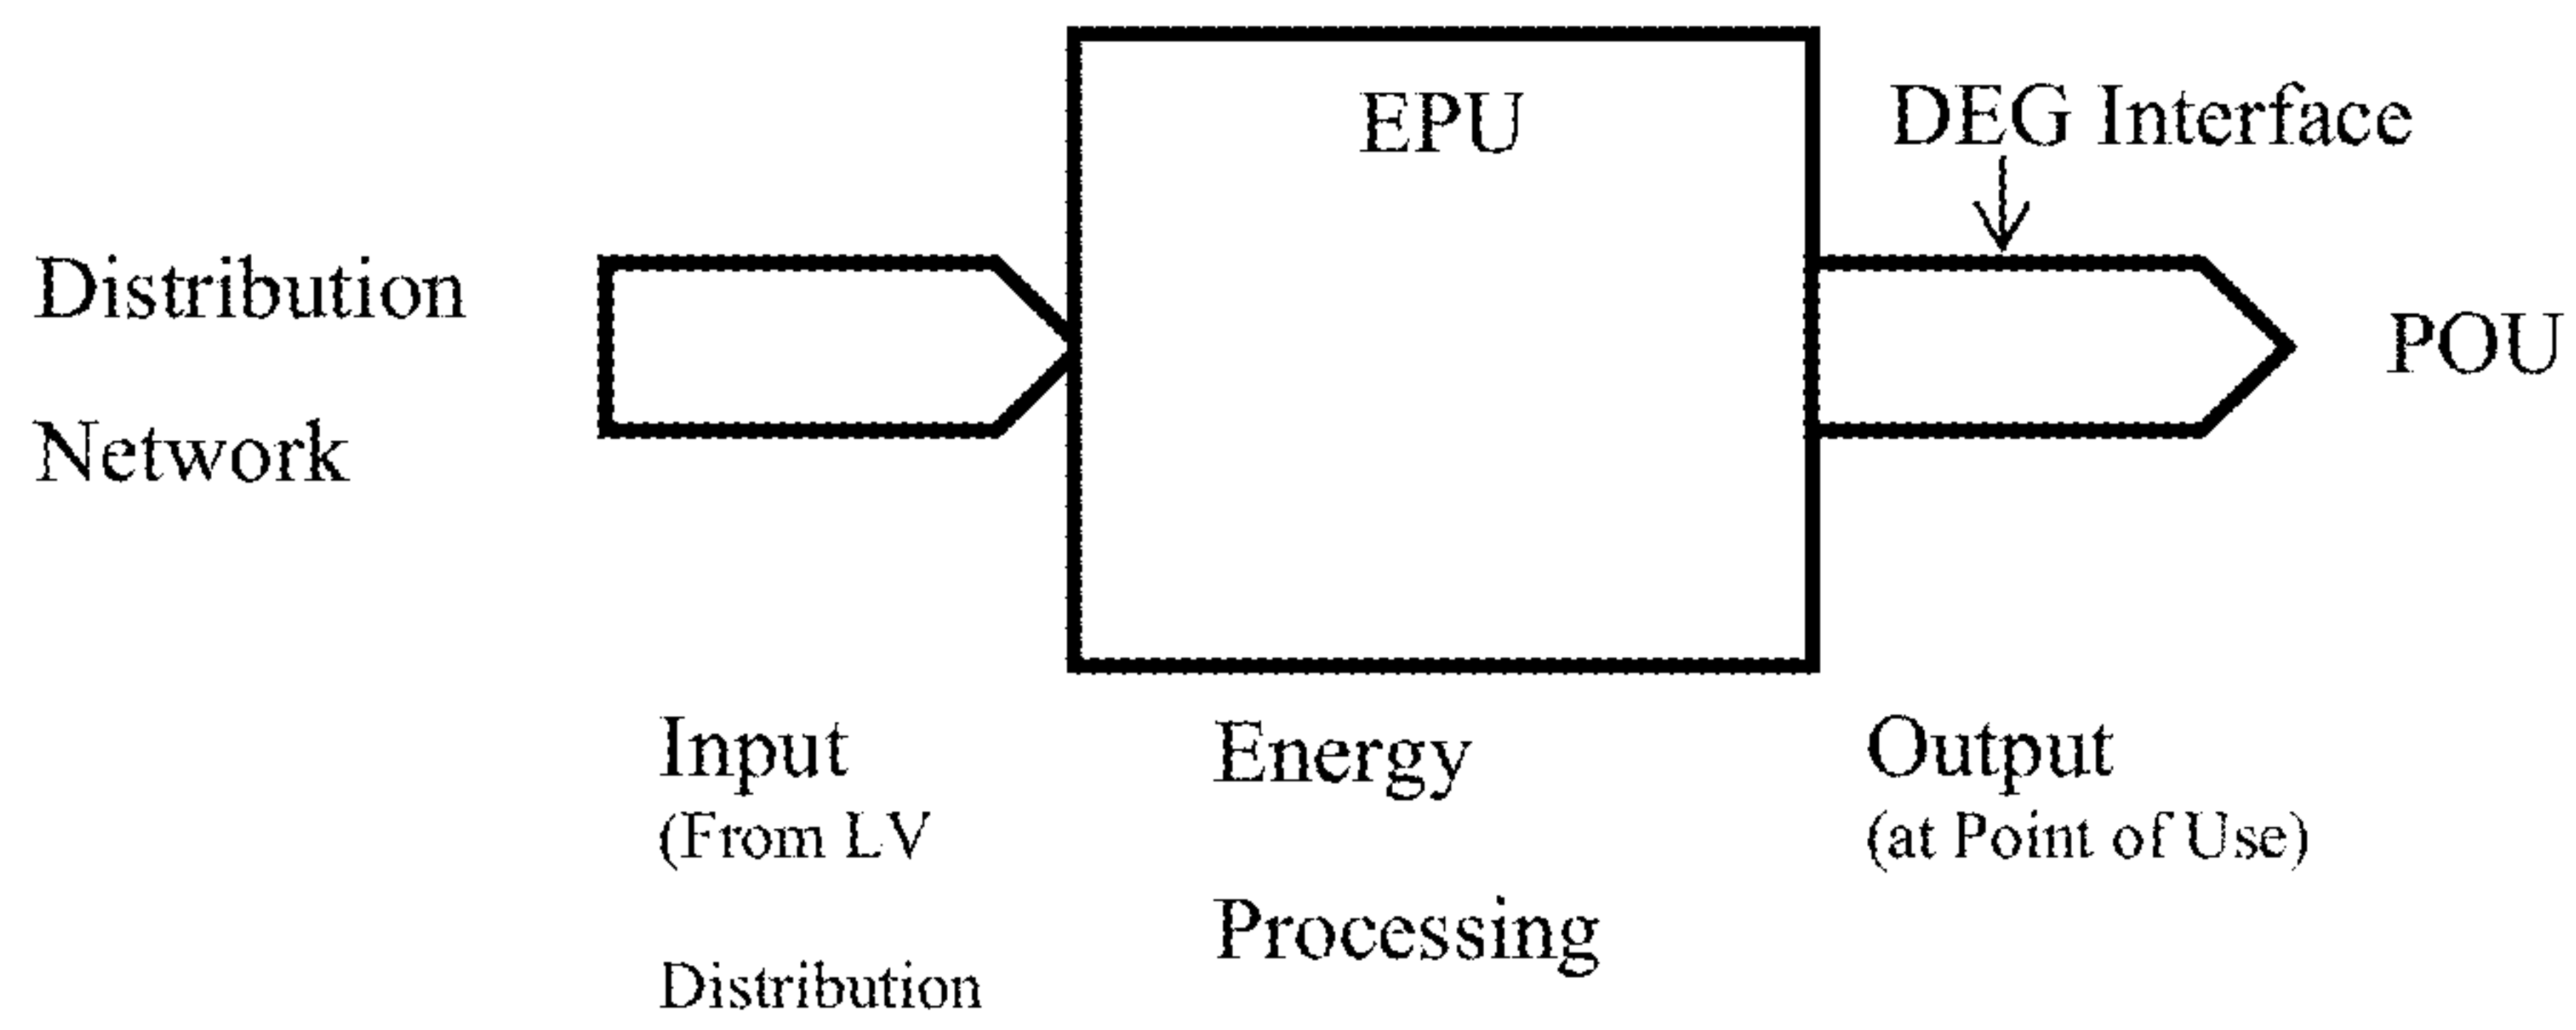 EPU
DEG Interface
Distribution
Network
POU
Input
(From LV
Distribution
Energy
Processing
Output
(at Point of Use)